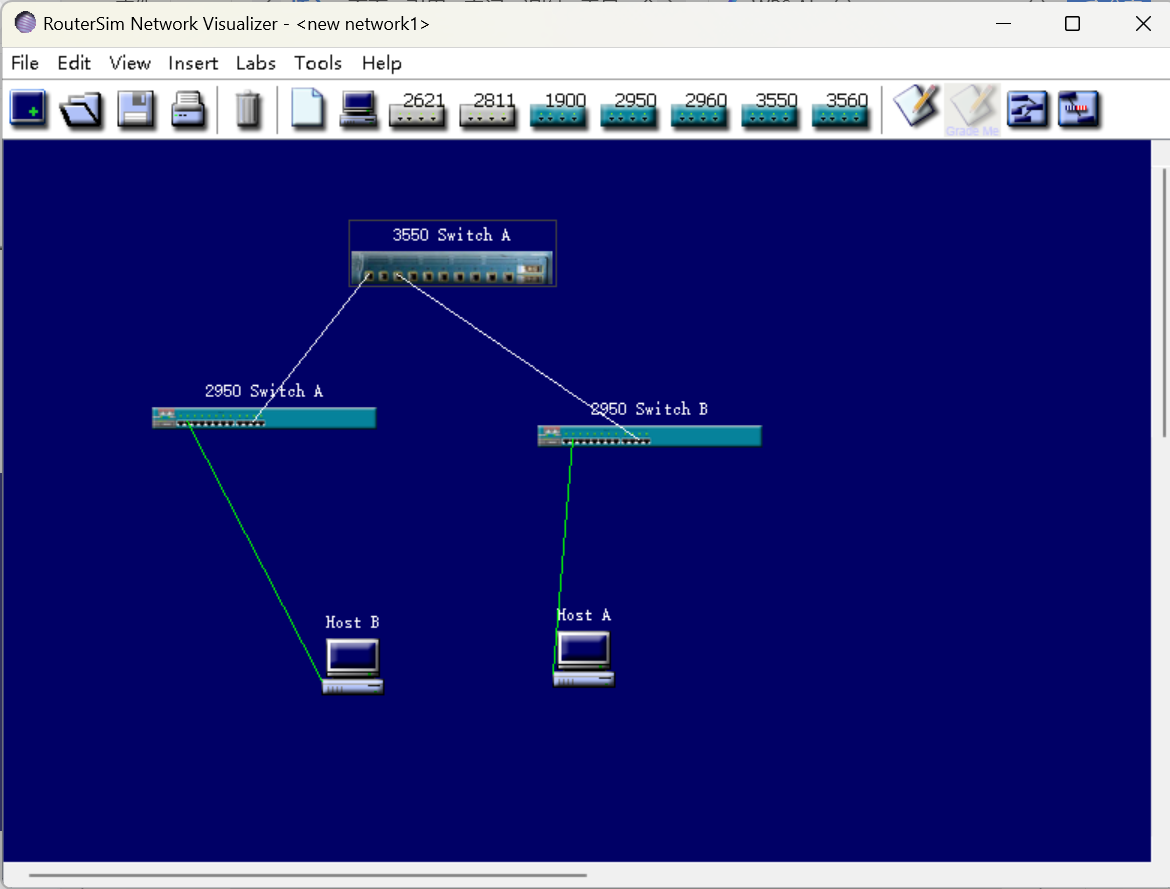 RouterSim Network Visualizer - <new network1>
File Edit View Insert Labs Tools Help
2621 2811 1900 2950 2960 3550 3560
Grade Me
3550 Switch A
2950 Switch A
2950 Switch B
Host B
Host A